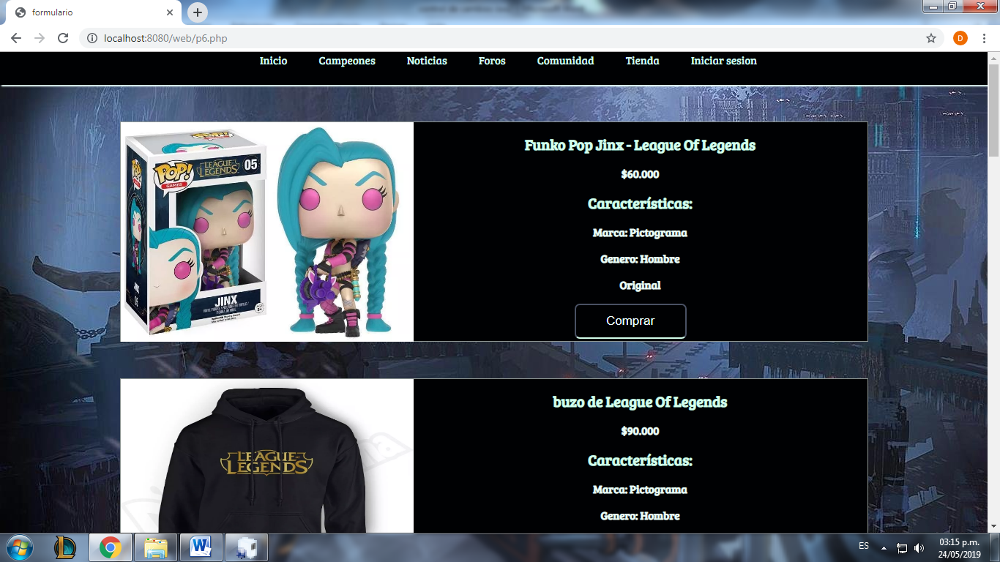 formulario
localhost:8080/web/p6.php
D
Inicio Campeones Noticias Foros Comunidad Tienda Iniciar sesion
POP!
GAMES
LEAGUE OF LEGENDS
05
JINX
Funko Pop Jinx - League Of Legends
$60.000
Características:
Marca: Pictograma
Genero: Hombre
Original
Comprar
LEAGUE OF
LEGENDS
buzo de League Of Legends
$90.000
Características:
Marca: Pictograma
Genero: Hombre
ES
03:15 p.m.
24/05/2019